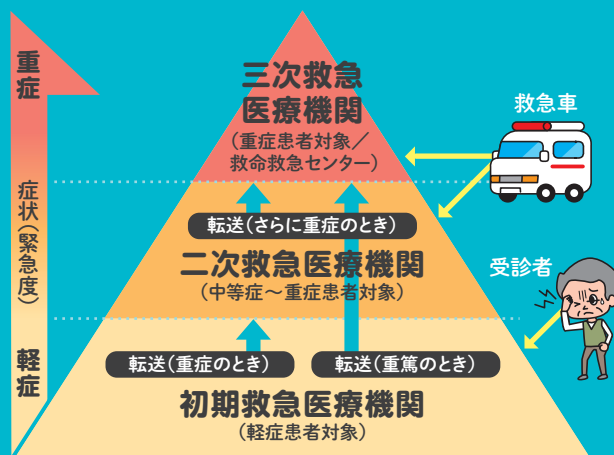 重症
症状(緊急度)
軽症
三次救急
医療機関
(重症患者対象/
救命救急センター)
救急車
転送(さらに重症のとき)
二次救急医療機関
(中等症~重症患者対象)
受診者
転送(重症のとき)
転送(重篤のとき)
初期救急医療機関
(軽症患者対象)